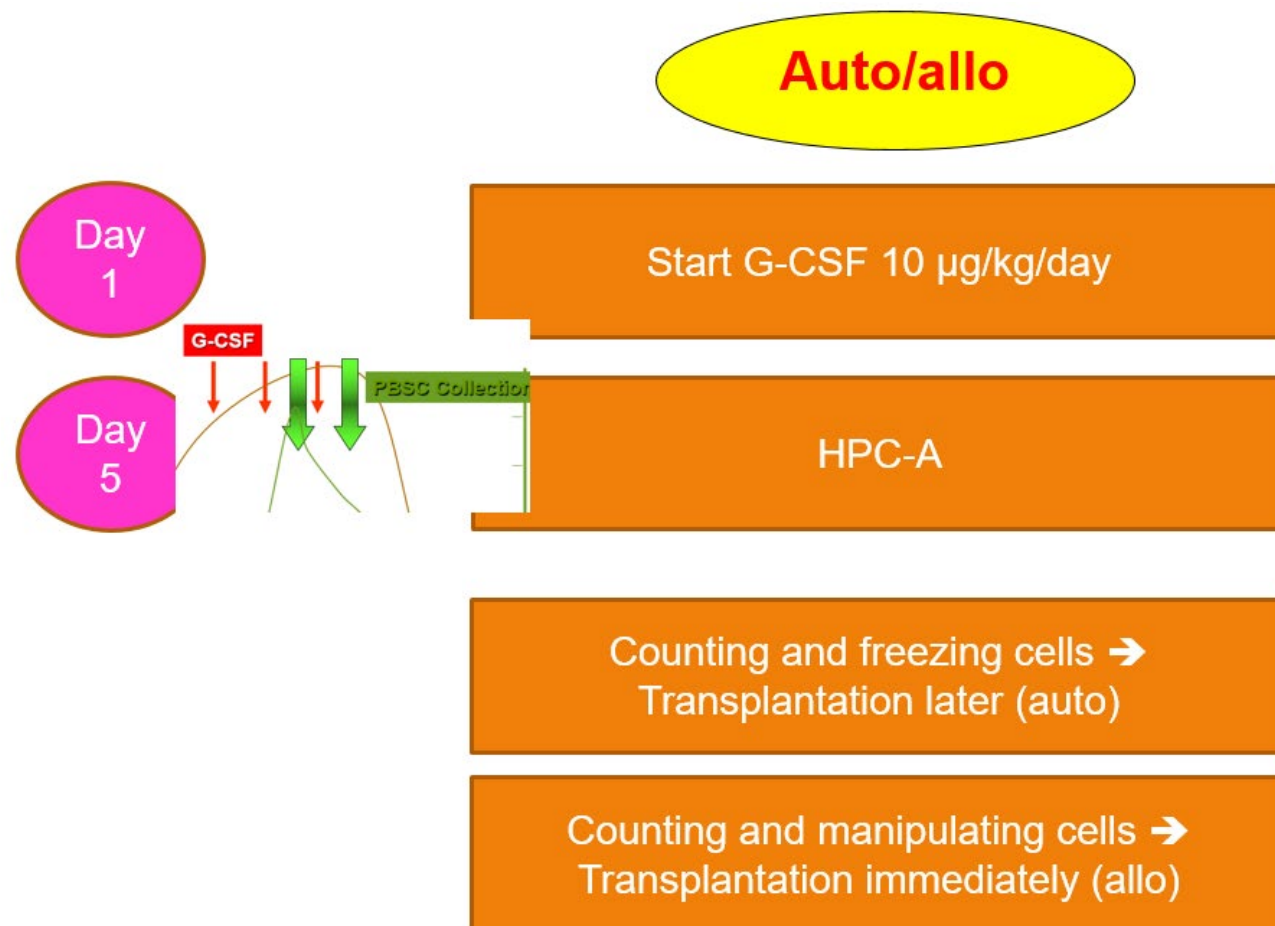 Auto/allo
Day
1
Start G-CSF 10 µg/kg/day
G-CSF
PBSC Collection
Day
5
HPC-A
Counting and freezing cells ➔
Transplantation later (auto)
Counting and manipulating cells ➔
Transplantation immediately (allo)